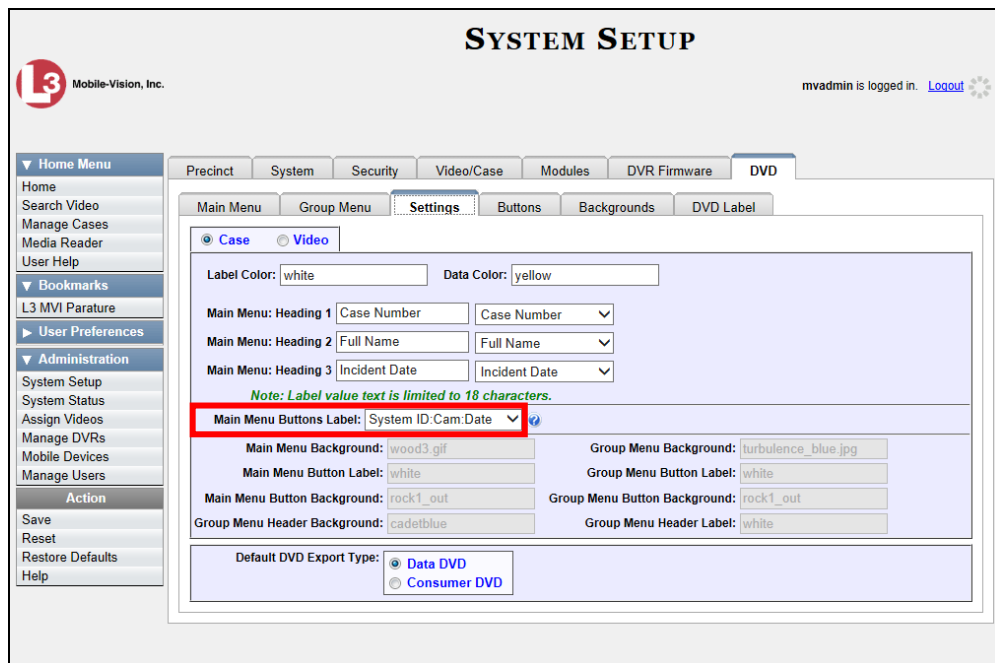 SYSTEM SETUP
L3 Mobile-Vision, Inc.
mvadmin is logged in. Logout
▼ Home Menu
Home
Search Video
Manage Cases
Media Reader
User Help
▼ Bookmarks
L3 MVI Parature
► User Preferences
▼ Administration
System Setup
System Status
Assign Videos
Manage DVRs
Mobile Devices
Manage Users
Action
Save
Reset
Restore Defaults
Help
Precinct System Security Video/Case Modules DVR Firmware DVD
Main Menu Group Menu Settings Buttons Backgrounds DVD Label
Case Video
Label Color: white Data Color: yellow
Main Menu: Heading 1 Case Number Case Number
Main Menu: Heading 2 Full Name Full Name
Main Menu: Heading 3 Incident Date Incident Date
Note: Label value text is limited to 18 characters.
Main Menu Buttons Label: System ID:Cam:Date ?
Main Menu Background: wood3.gif Group Menu Background: turbulence_blue.jpg
Main Menu Button Label: white Group Menu Button Label: white
Main Menu Button Background: rock1_out Group Menu Button Background: rock1_out
Group Menu Header Background: cadetblue Group Menu Header Label: white
Default DVD Export Type: Data DVD
Consumer DVD